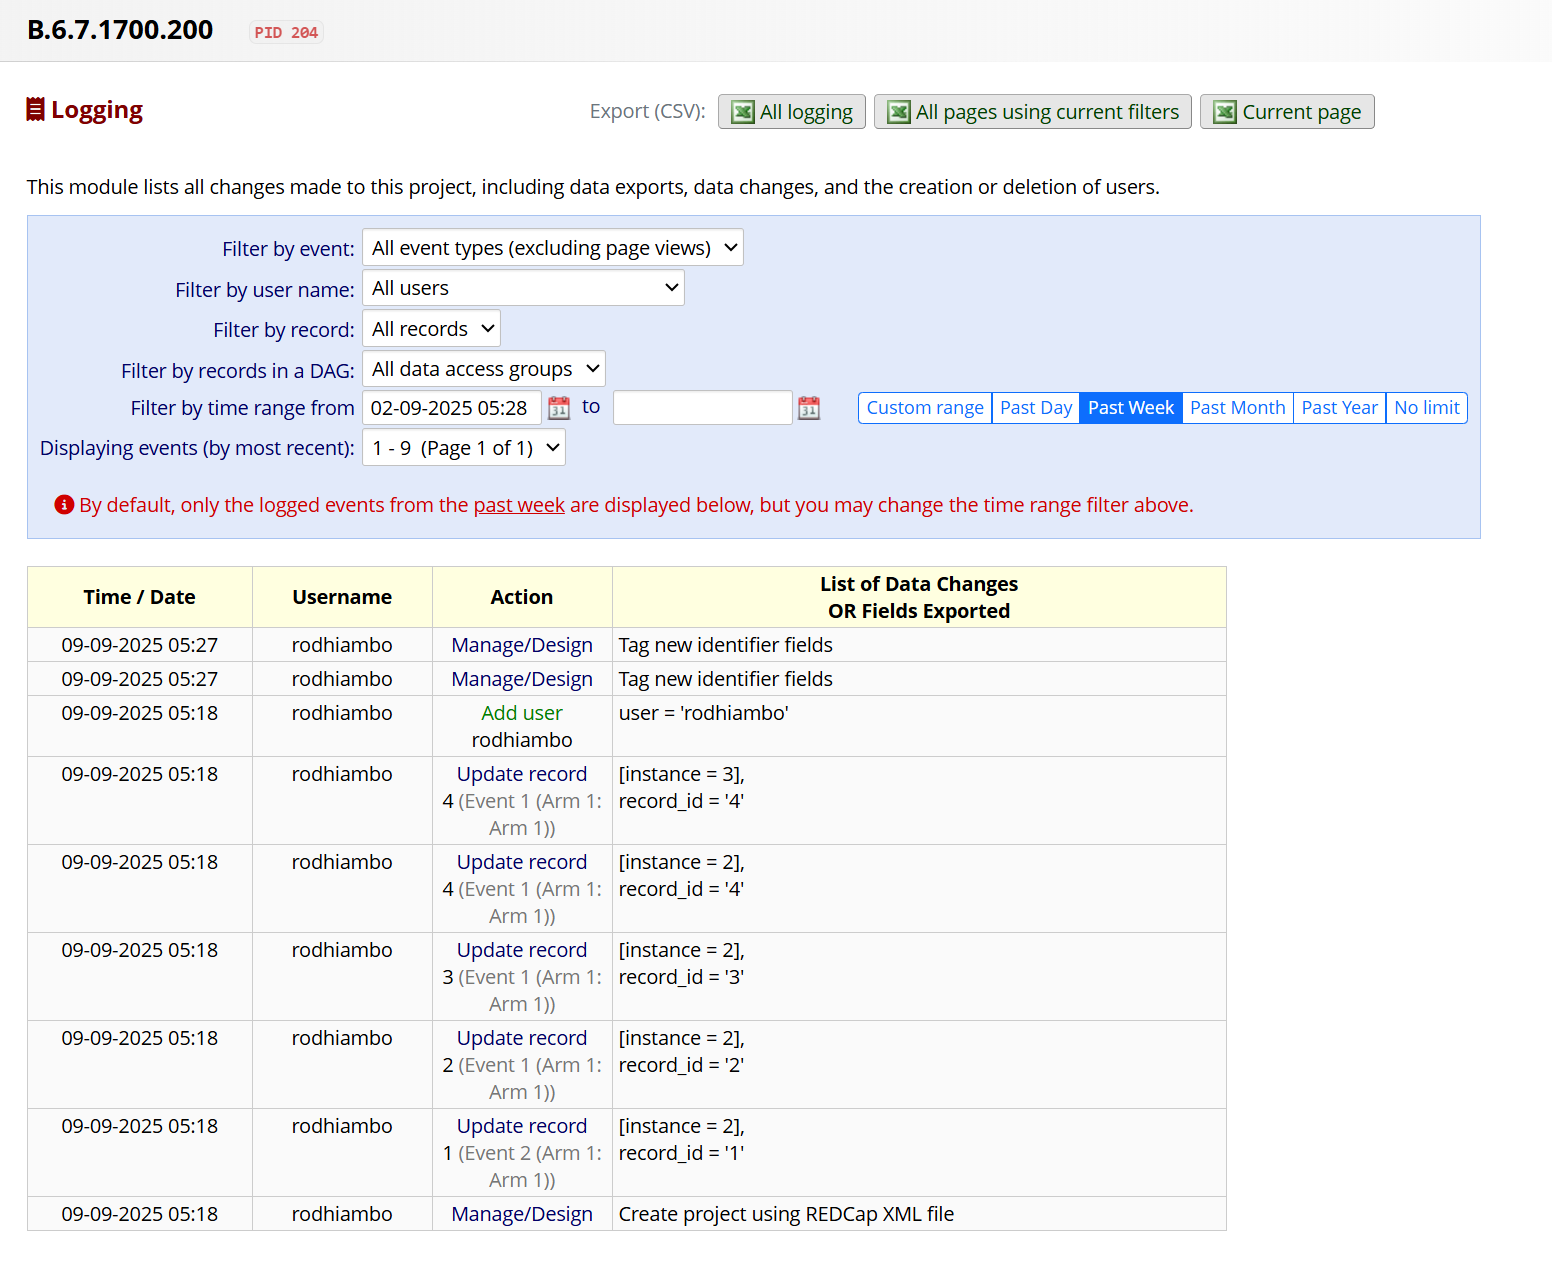 B.6.7.1700.200 PID 204
Logging
Export (CSV): All logging All pages using current filters Current page
This module lists all changes made to this project, including data exports, data changes, and the creation or deletion of users.
Filter by event: All event types (excluding page views)
Filter by user name: All users
Filter by record: All records
Filter by records in a DAG: All data access groups
Filter by time range from 02-09-2025 05:28 31 to 31 Custom range Past Day Past Week Past Month Past Year No limit
Displaying events (by most recent): 1 - 9 (Page 1 of 1)
By default, only the logged events from the past week are displayed below, but you may change the time range filter above.
Time / Date Username Action List of Data Changes
OR Fields Exported
09-09-2025 05:27 rodhiambo Manage/Design Tag new identifier fields
09-09-2025 05:27 rodhiambo Manage/Design Tag new identifier fields
09-09-2025 05:18 rodhiambo Add user user = 'rodhiambo'
rodhiambo
09-09-2025 05:18 rodhiambo Update record [instance = 3],
4 (Event 1 (Arm 1: record_id = '4'
Arm 1))
09-09-2025 05:18 rodhiambo Update record [instance = 2],
4 (Event 1 (Arm 1: record_id = '4'
Arm 1))
09-09-2025 05:18 rodhiambo Update record [instance = 2],
3 (Event 1 (Arm 1: record_id = '3'
Arm 1))
09-09-2025 05:18 rodhiambo Update record [instance = 2],
2 (Event 1 (Arm 1: record_id = '2'
Arm 1))
09-09-2025 05:18 rodhiambo Update record [instance = 2],
1 (Event 2 (Arm 1: record_id = '1'
Arm 1))
09-09-2025 05:18 rodhiambo Manage/Design Create project using REDCap XML file